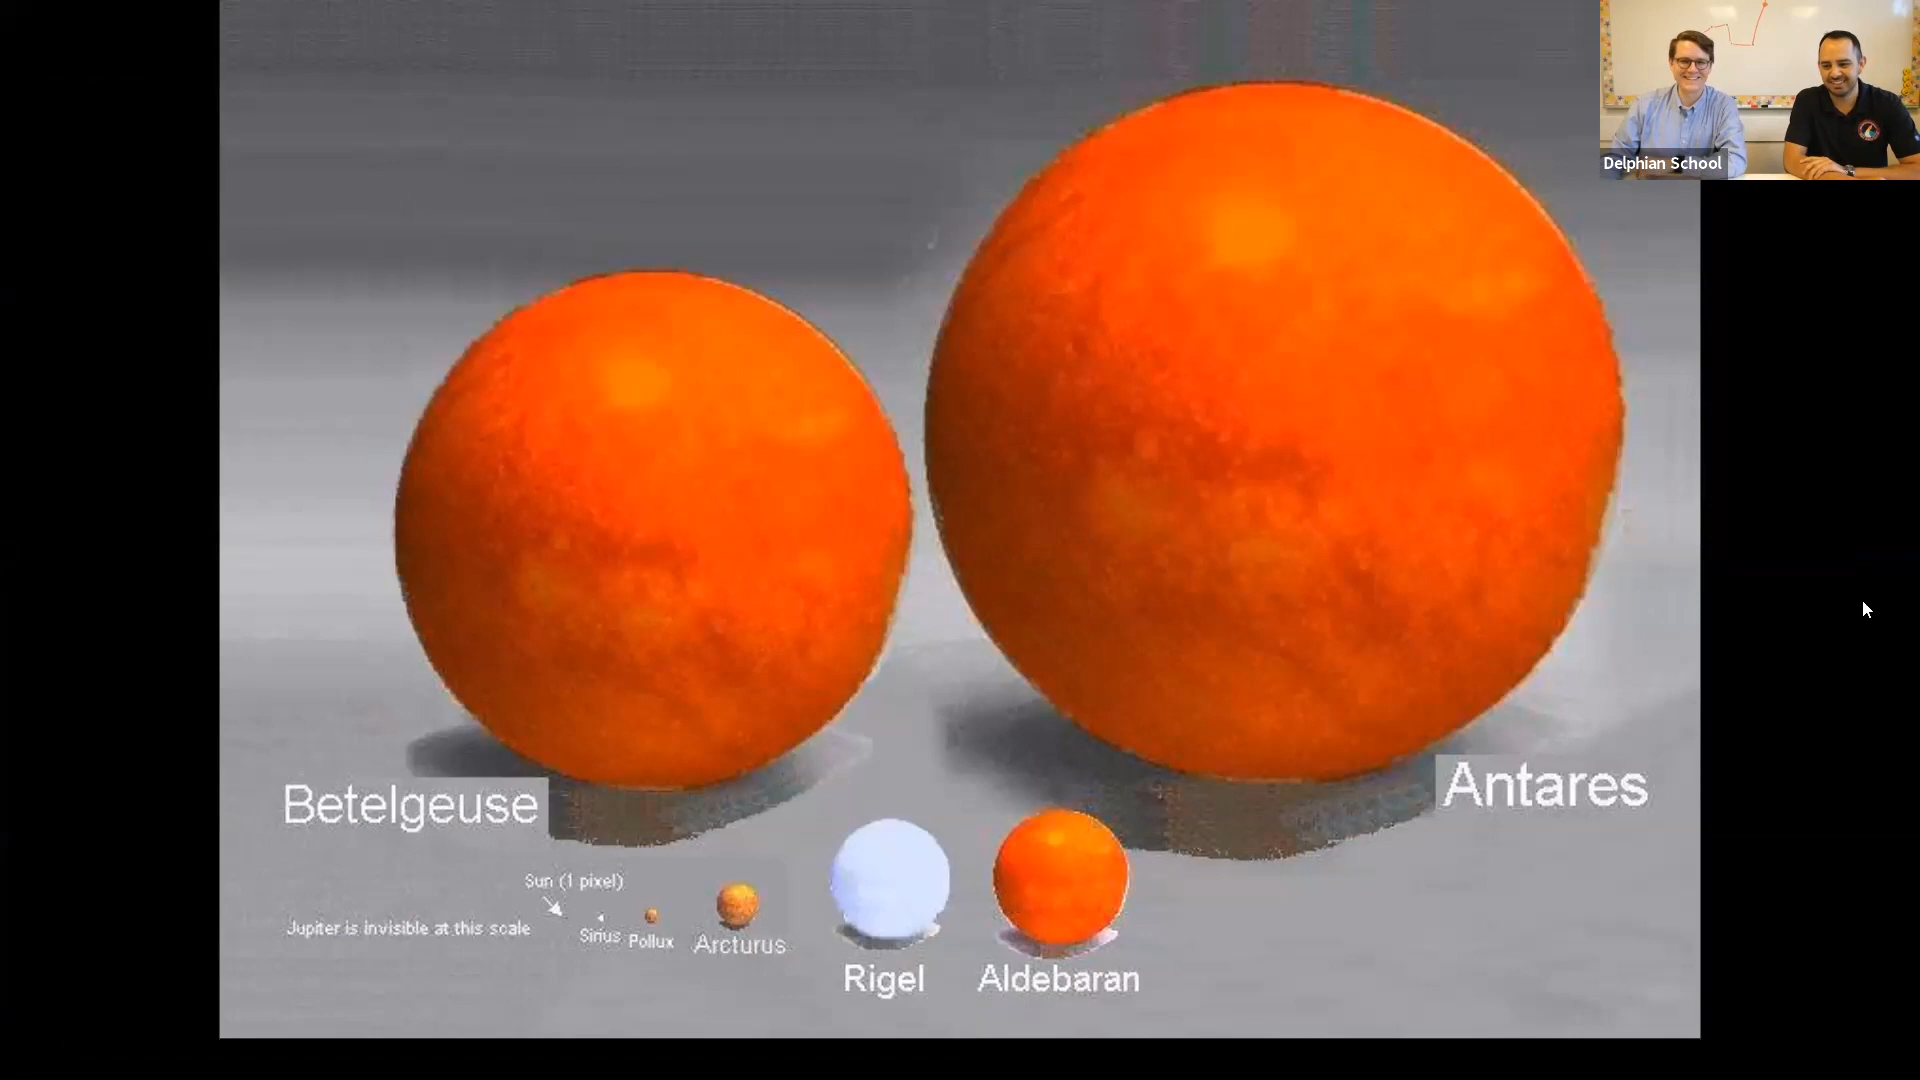 Delphian School
Betelgeuse
Antares
Sun (1 pixel)
Jupiter is invisible at this scale
Sirius
Pollux
Arcturus
Rigel
Aldebaran